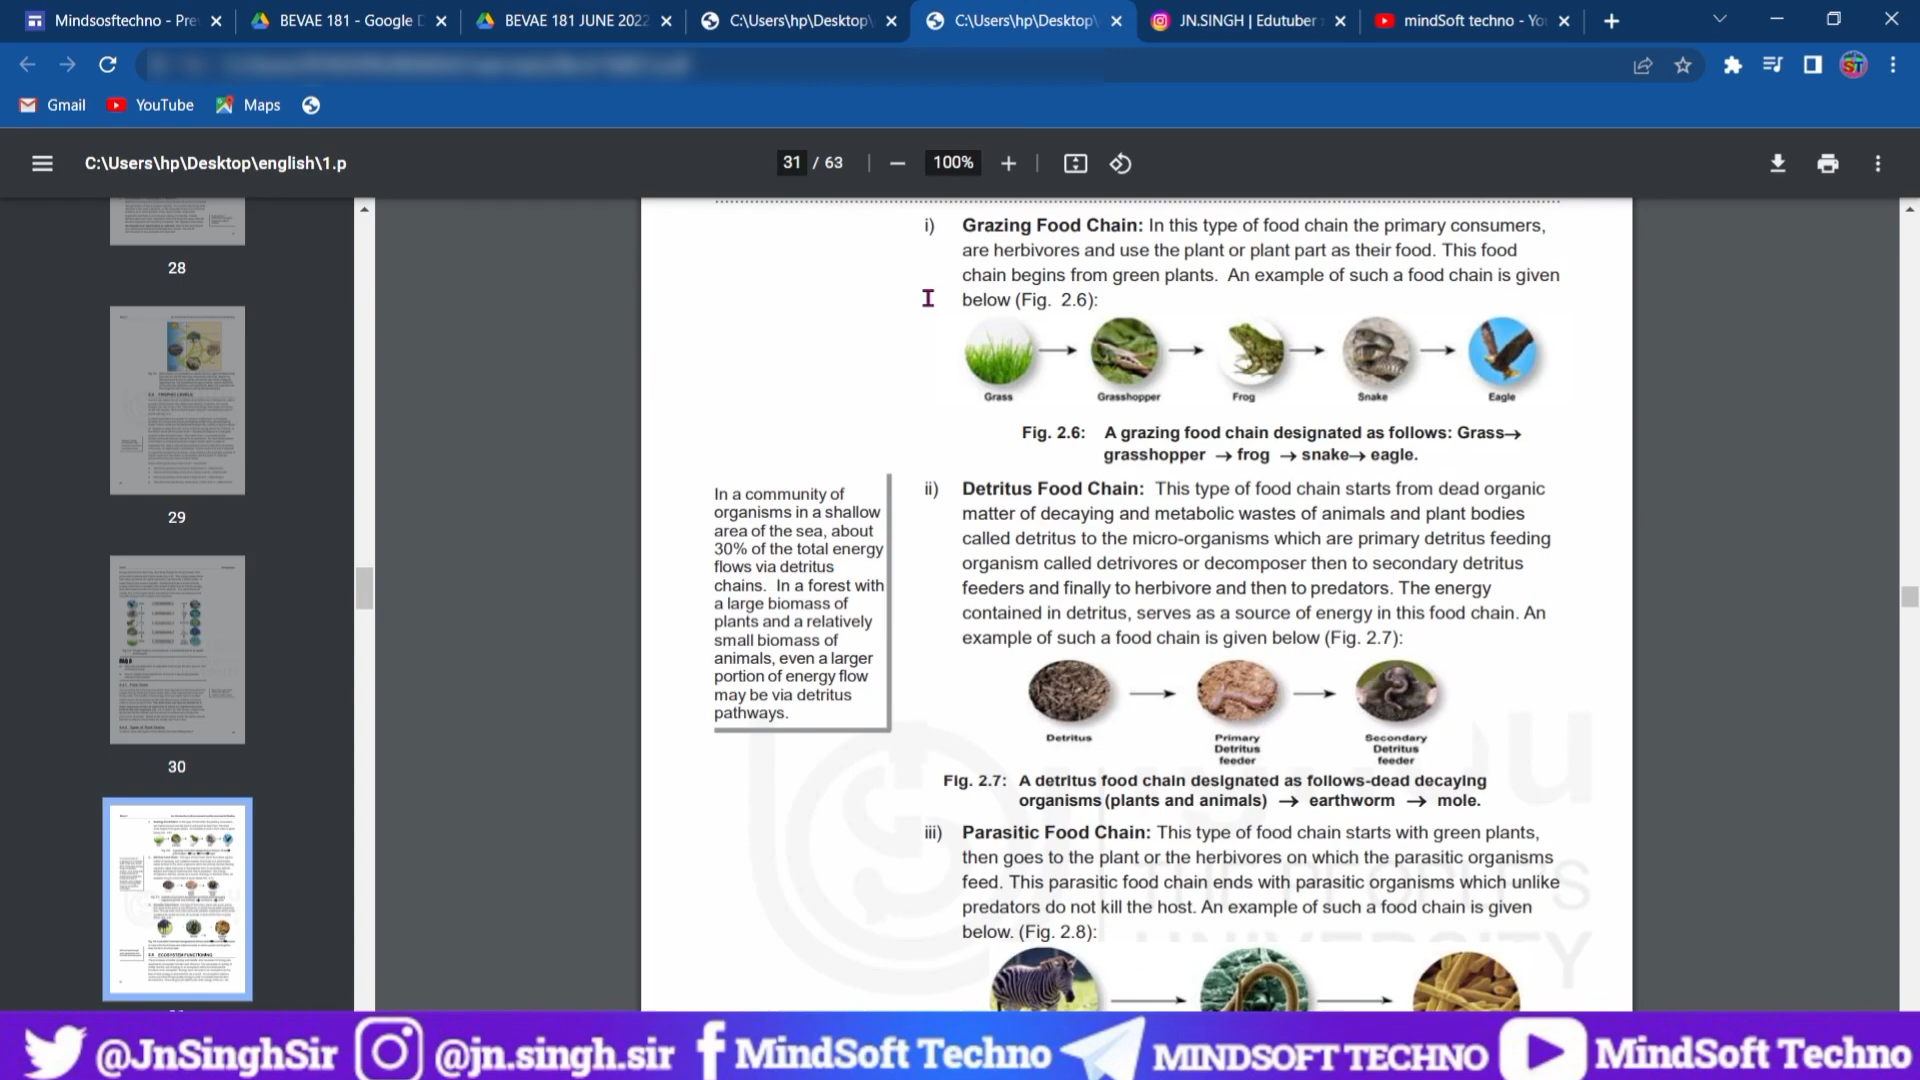 Mindsosftechno - Pre
BEVAE 181 - Google D
BEVAE 181 JUNE 2022
C:\Users\hp\Desktop\
C:\Users\hp\Desktop\
JN.SINGH | Edutuber
mindSoft techno - Yo
ST
Gmail
YouTube
Maps
C:\Users\hp\Desktop\english\1.p
31 / 63
100%
28
29
30
i) Grazing Food Chain: In this type of food chain the primary consumers,
are herbivores and use the plant or plant part as their food. This food
chain begins from green plants. An example of such a food chain is given
below (Fig. 2.6):
Grass
Grasshopper
Frog
Snake
Eagle
Fig. 2.6: A grazing food chain designated as follows: Grass→
grasshopper → frog → snake→ eagle.
In a community of
organisms in a shallow
area of the sea, about
30% of the total energy
flows via detritus
chains. In a forest with
a large biomass of
plants and a relatively
small biomass of
animals, even a larger
portion of energy flow
may be via detritus
pathways.
ii) Detritus Food Chain: This type of food chain starts from dead organic
matter of decaying and metabolic wastes of animals and plant bodies
called detritus to the micro-organisms which are primary detritus feeding
organism called detrivores or decomposer then to secondary detritus
feeders and finally to herbivore and then to predators. The energy
contained in detritus, serves as a source of energy in this food chain. An
example of such a food chain is given below (Fig. 2.7):
Detritus
Primary
Detritus
feeder
Secondary
Detritus
feeder
Fig. 2.7: A detritus food chain designated as follows-dead decaying
organisms (plants and animals) → earthworm → mole.
iii) Parasitic Food Chain: This type of food chain starts with green plants,
then goes to the plant or the herbivores on which the parasitic organisms
feed. This parasitic food chain ends with parasitic organisms which unlike
predators do not kill the host. An example of such a food chain is given
below. (Fig. 2.8):
@JnSinghSir
@jn.singh.sir
MindSoft Techno
MINDSOFT TECHNO
MindSoft Techno